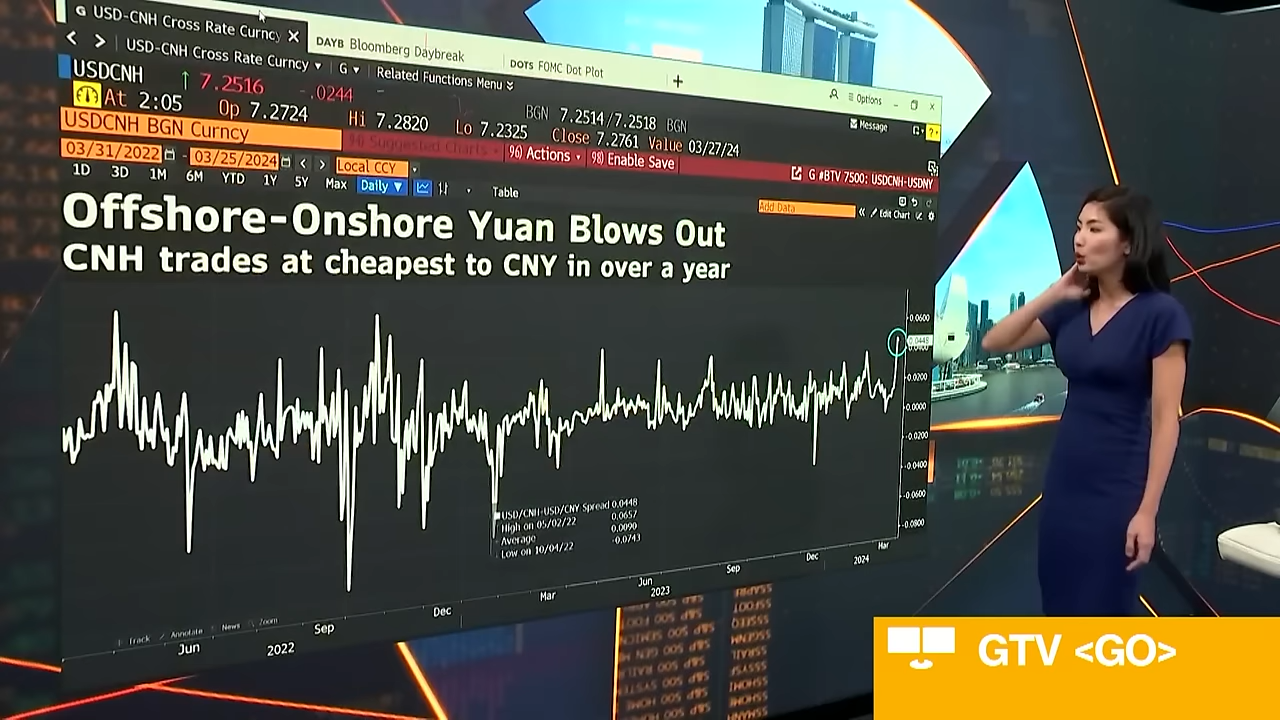 G USD-CNH Cross Rate Curncy
DAYB Bloomberg Daybreak
DOTS FOMC Dot Plot
USD-CNH Cross Rate Curncy
G
Related Functions Menu
Options
USDCNH
7.2516
-.0244
BGN 7.2514/7.2518 BGN
Message
At 2:05
Op 7.2724
Hi 7.2820
Lo 7.2325
Close 7.2761
Value 03/27/24
USDCNH BGN Curncy
96) Actions
98) Enable Save
G #BTV 7500: USDCNH-USDNY
03/31/2022 - 03/25/2024
Local CCY
1D 3D 1M 6M YTD 1Y 5Y Max
Daily
Table
Add Data
Edit Chart
Offshore-Onshore Yuan Blows Out
CNH trades at cheapest to CNY in over a year
0.0600
0.0448
0.0400
0.0200
0.0000
-0.0200
-0.0400
-0.0600
-0.0800
USD/CNH-USD/CNY Spread 0.0448
High on 05/02/22 0.0657
Average 0.0090
Low on 10/04/22 -0.0743
Track Annotate News Zoom
Jun Sep Dec Mar Jun Sep Dec Mar
2022 2023 2024
GTV <GO>